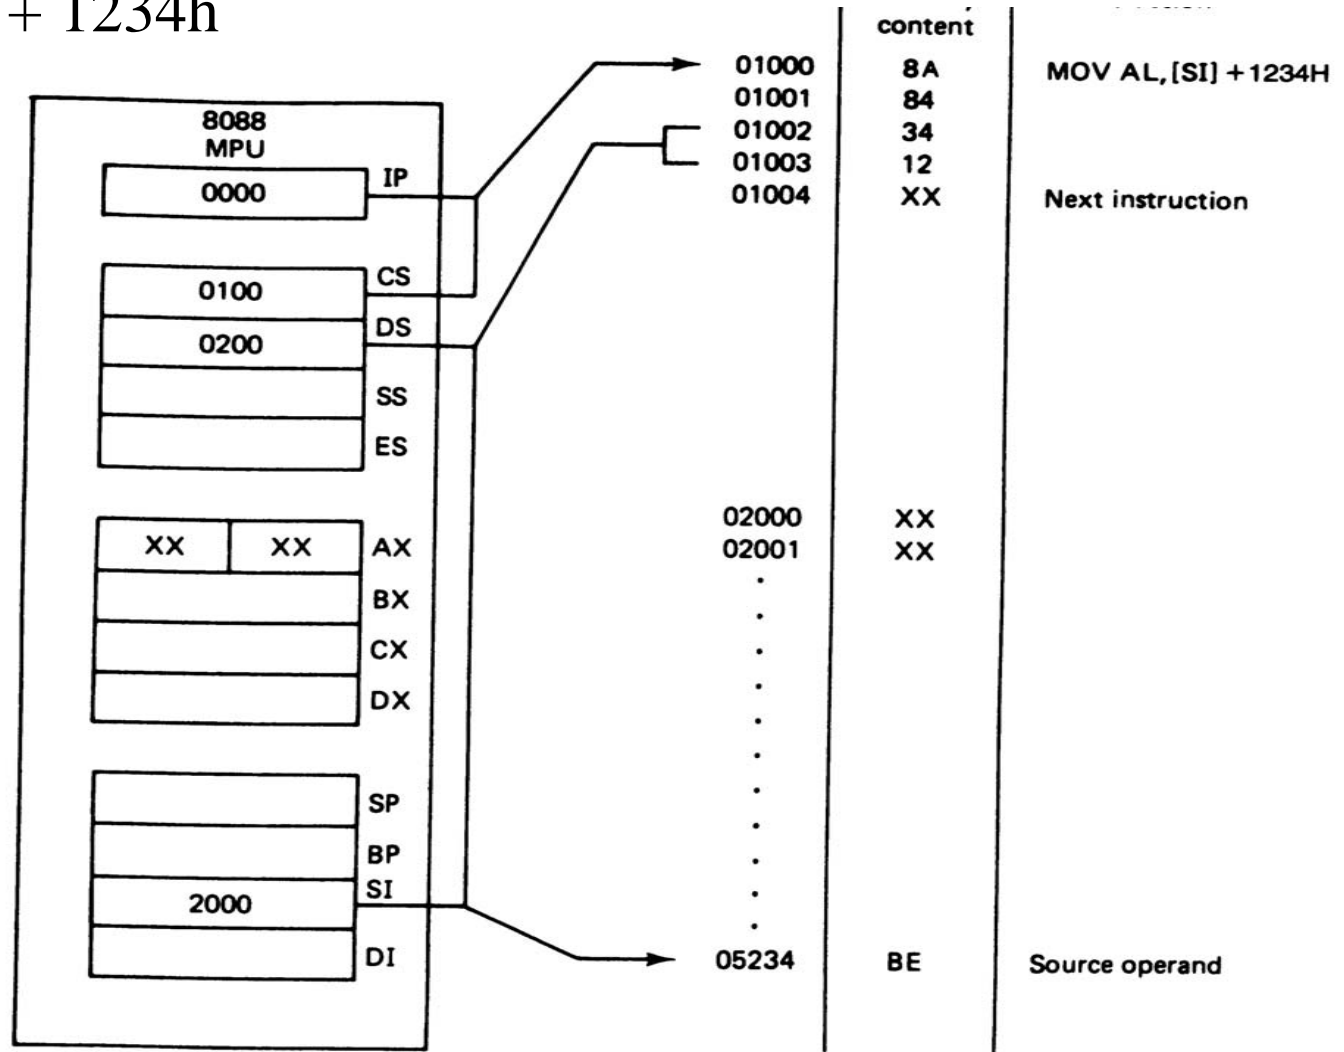 + 1234h
content
01000 8A MOV AL, [SI] + 1234H
01001 84
01002 34
01003 12
01004 XX Next instruction
02000 XX
02001 XX
05234 BE Source operand
8088
MPU
0000 IP
0100 CS
0200 DS
SS
ES
XX XX AX
BX
CX
DX
SP
BP
2000 SI
DI